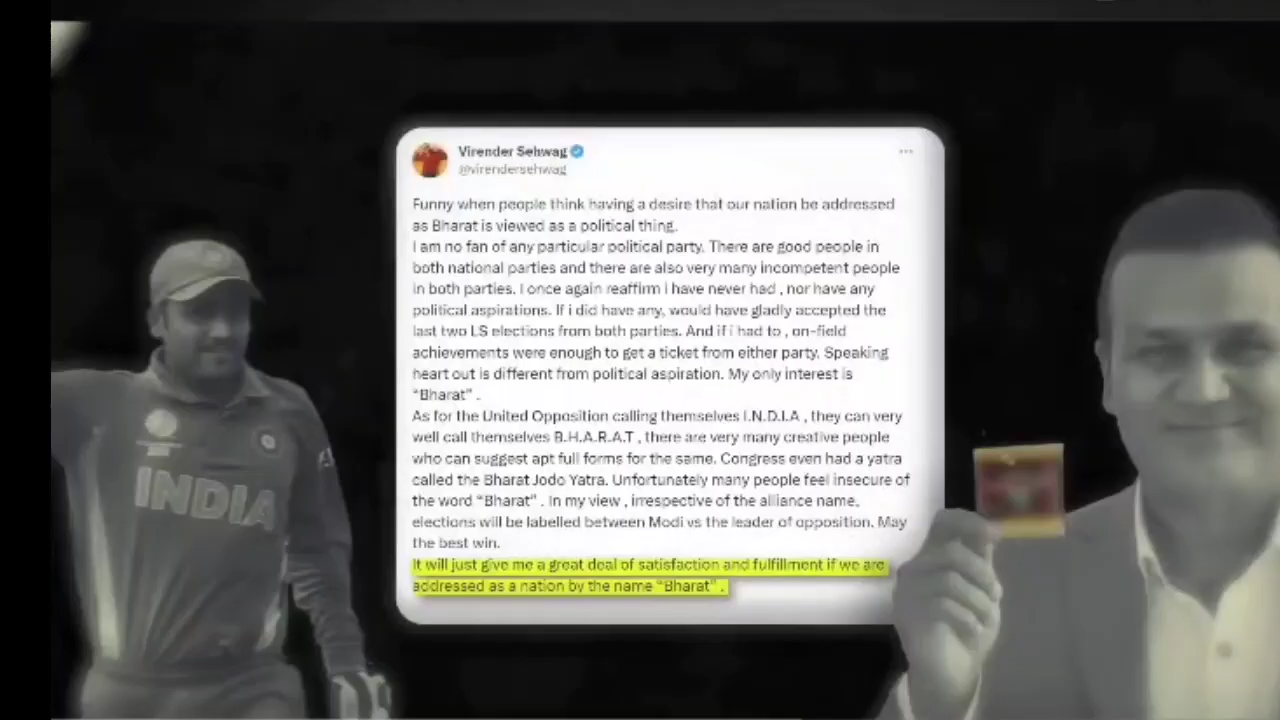 Virender Sehwag
@virendersehwag
Funny when people think having a desire that our nation be addressed
as Bharat is viewed as a political thing.
I am no fan of any particular political party. There are good people in
both national parties and there are also very many incompetent people
in both parties. I once again reaffirm i have never had , nor have any
political aspirations. If i did have any, would have gladly accepted the
last two LS elections from both parties. And if i had to , on-field
achievements were enough to get a ticket from either party. Speaking
heart out is different from political aspiration. My only interest is
“Bharat” .
As for the United Opposition calling themselves I.N.D.I.A , they can very
well call themselves B.H.A.R.A.T , there are very many creative people
who can suggest apt full forms for the same. Congress even had a yatra
called the Bharat Jodo Yatra. Unfortunately many people feel insecure of
the word “Bharat” . In my view , irrespective of the alliance name,
elections will be labelled between Modi vs the leader of opposition. May
the best win.
It will just give me a great deal of satisfaction and fulfillment if we are
addressed as a nation by the name “Bharat” .
INDIA